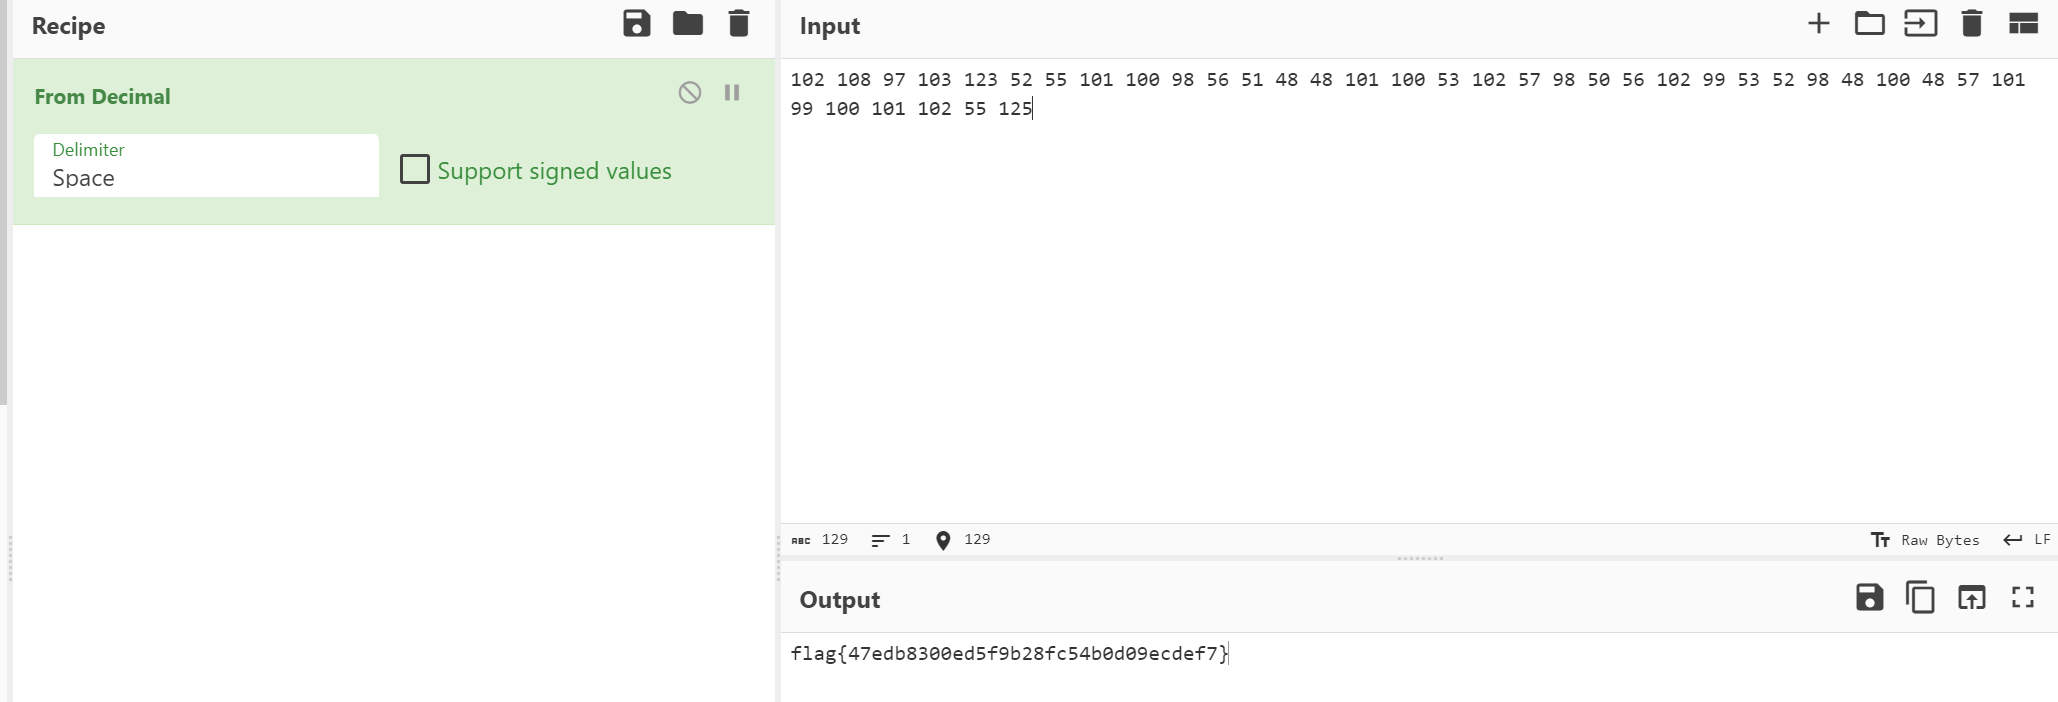 Recipe
From Decimal
Delimiter
Space
Support signed values
Input
102 108 97 103 123 52 55 101 100 98 56 51 48 48 101 100 53 102 57 98 50 56 102 99 53 52 98 48 100 48 57 101
99 100 101 102 55 125
ABC 129 1 129
Raw Bytes LF
Output
flag{47edb8300ed5f9b28fc54b0d09ecdef7}